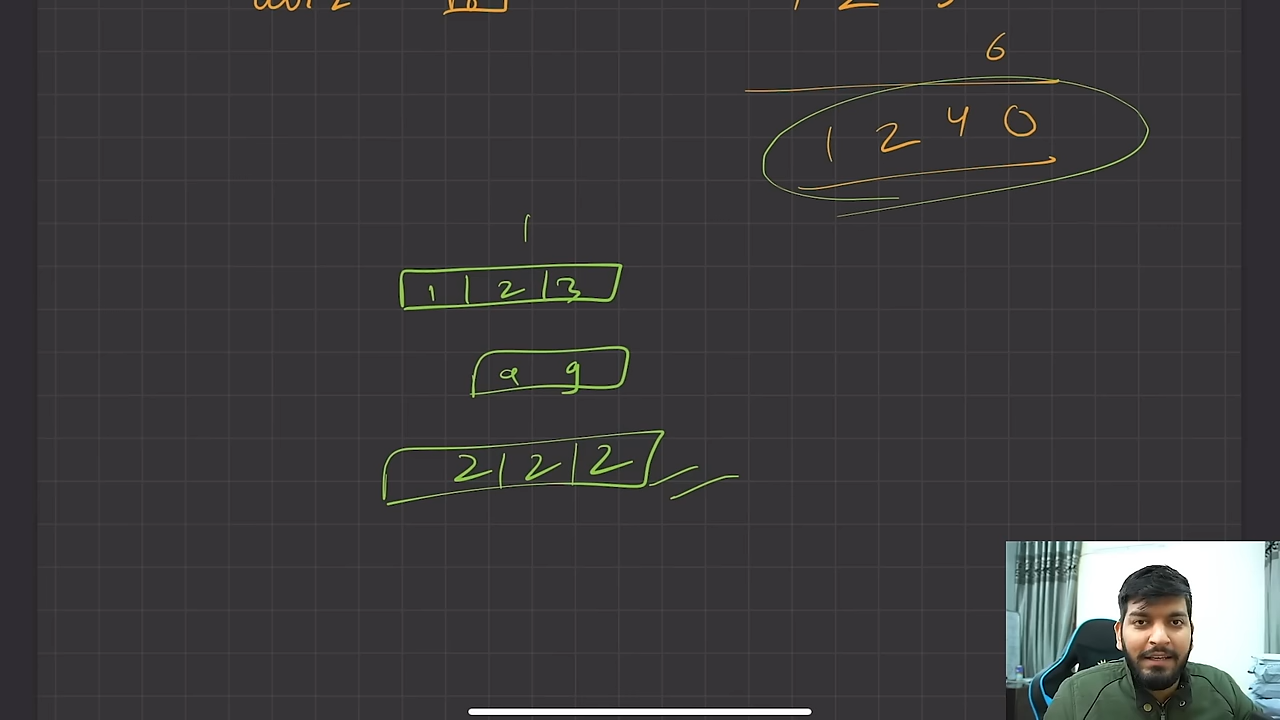 6
1 2 4 0
1
1 | 2 | 3
9 9
2 | 2 | 2